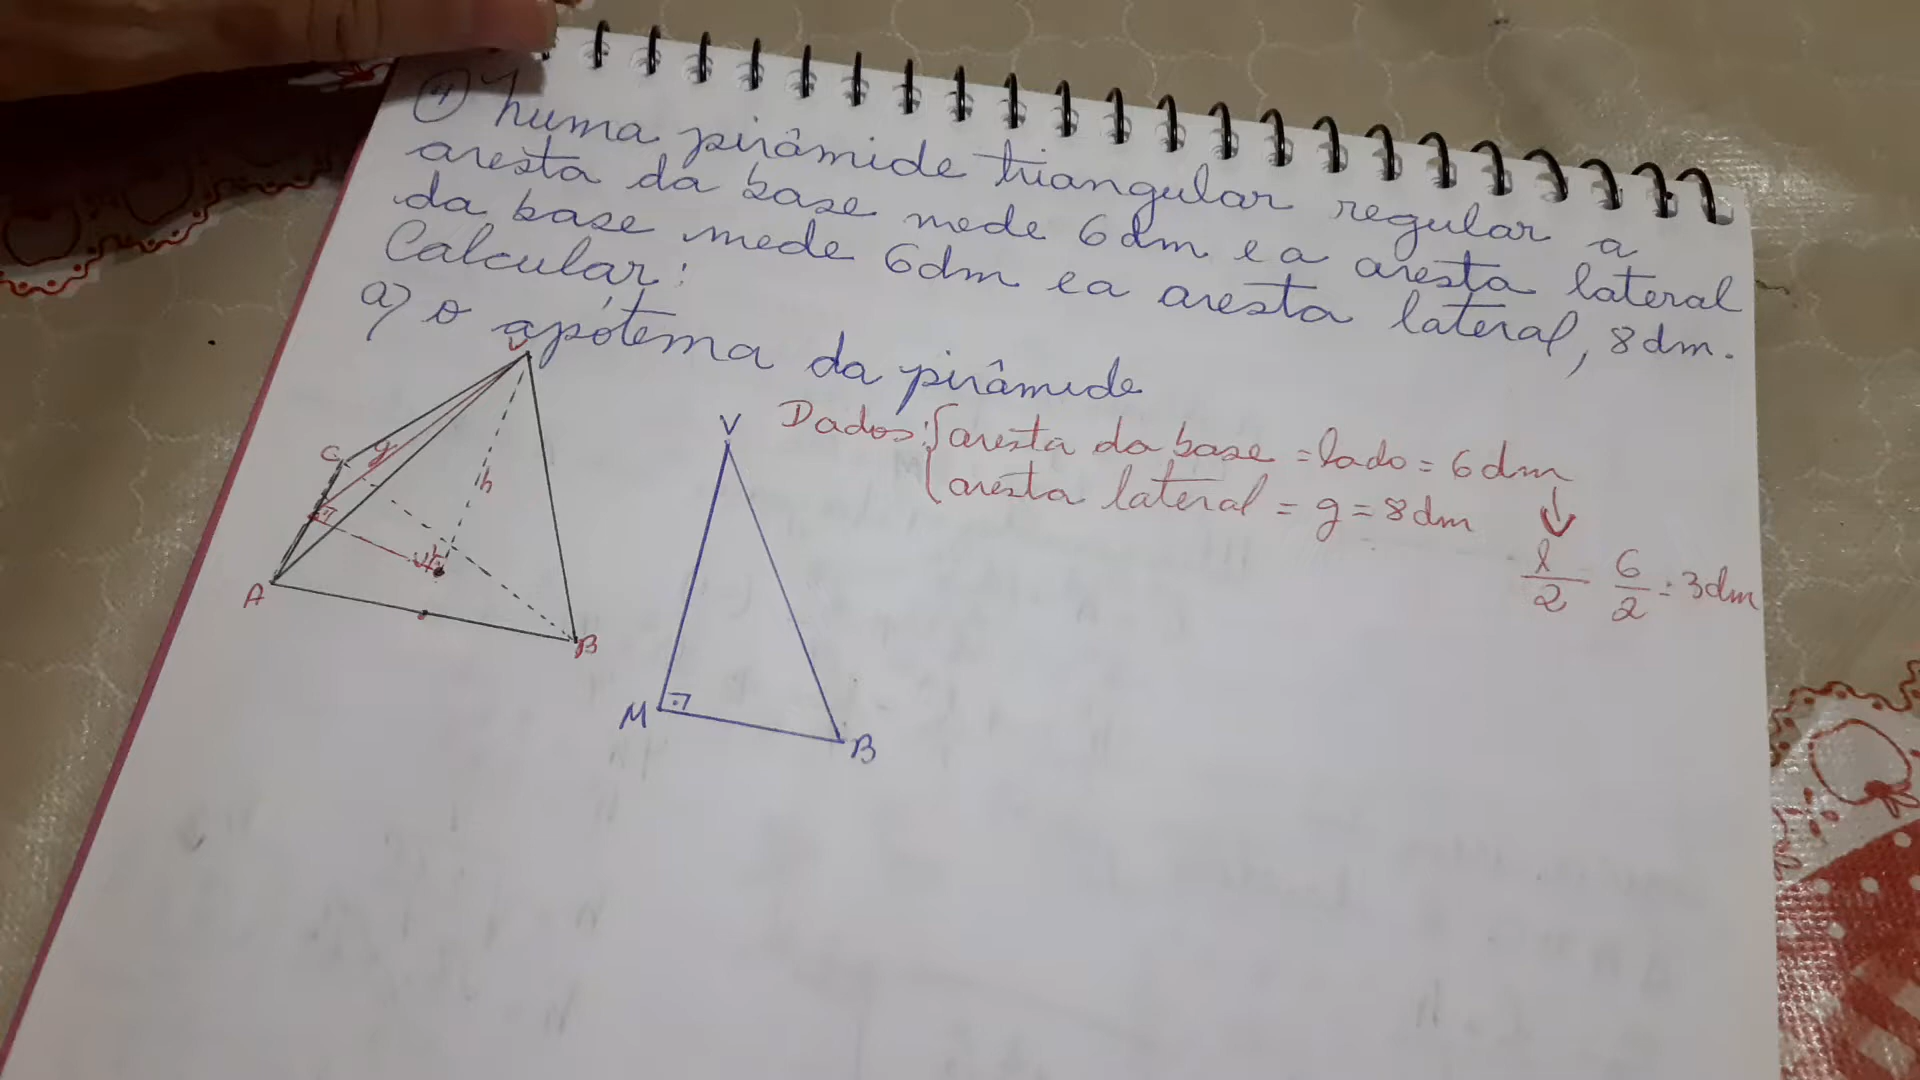 4) Numa pirâmide triangular regular a
aresta da base mede 6dm e a aresta lateral
da base mede 6dm e a aresta lateral, 8dm.
Calcular:
a) o apótema da pirâmide
V
C
g
h
A
B
V
M
B
Dados: { aresta da base = lado = 6dm
{ aresta lateral = g = 8dm
↓
l/2 6/2 = 3dm